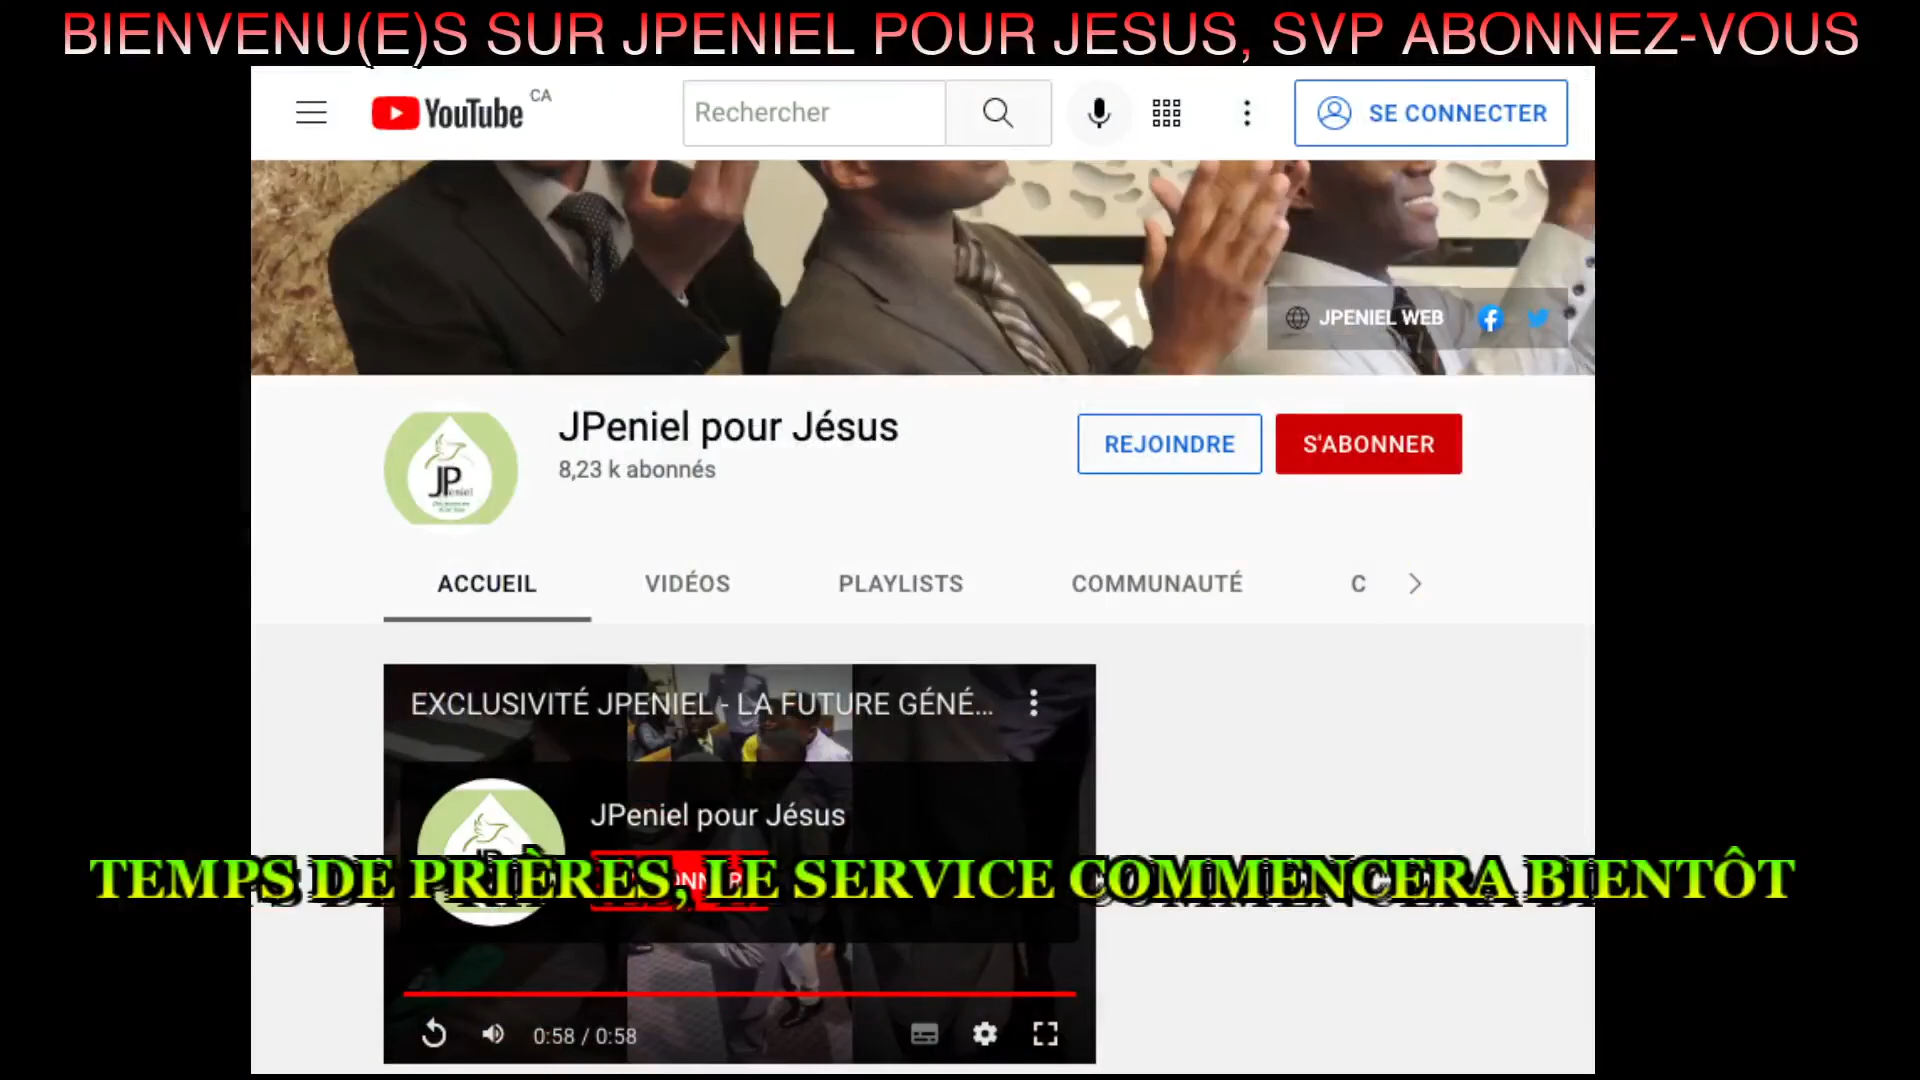 BIENVENU(E)S SUR JPENIEL POUR JESUS, SVP ABONNEZ-VOUS
YouTube CA
Rechercher
SE CONNECTER
JPENIEL WEB
JPeniel pour Jésus
8,23 k abonnés
REJOINDRE
S'ABONNER
JPeniel
ACCUEIL
VIDÉOS
PLAYLISTS
COMMUNAUTÉ
C
EXCLUSIVITÉ JPENIEL - LA FUTURE GÉNÉ...
JPeniel pour Jésus
TEMPS DE PRIÈRES, LE SERVICE COMMENCERA BIENTÔT
0:58 / 0:58